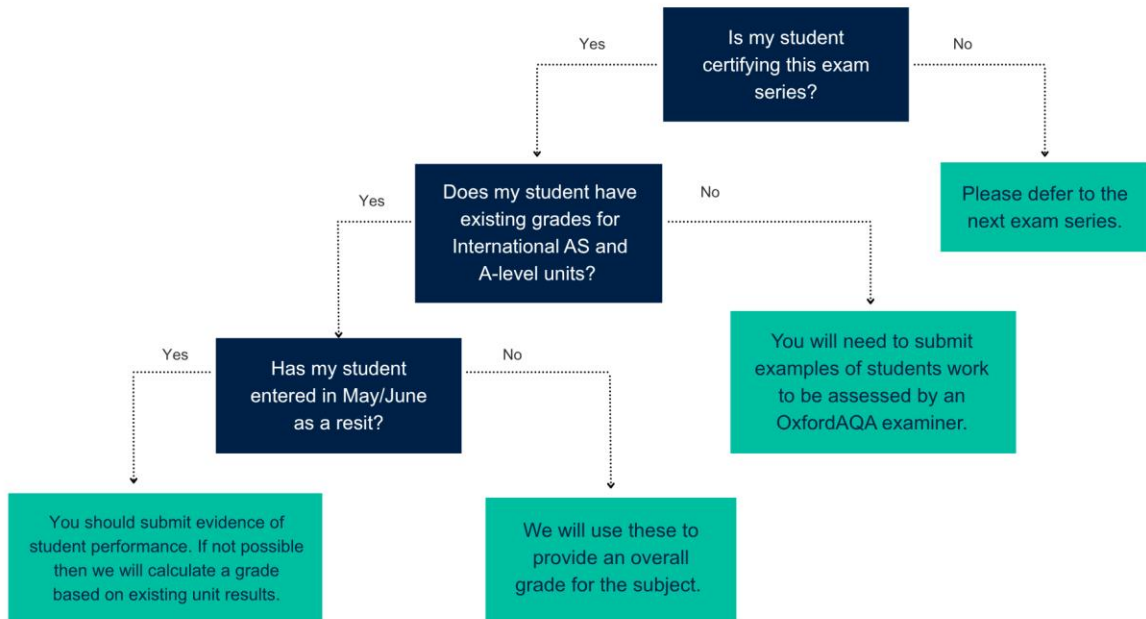 Yes
Is my student
certifying this exam
series?
No
Yes
Does my student have
existing grades for
International AS and
A-level units?
No
Please defer to the
next exam series.
Yes
Has my student
entered in May/June
as a resit?
No
You will need to submit
examples of students work
to be assessed by an
OxfordAQA examiner.
You should submit evidence of
student performance. If not possible
then we will calculate a grade
based on existing unit results.
We will use these to
provide an overall
grade for the subject.